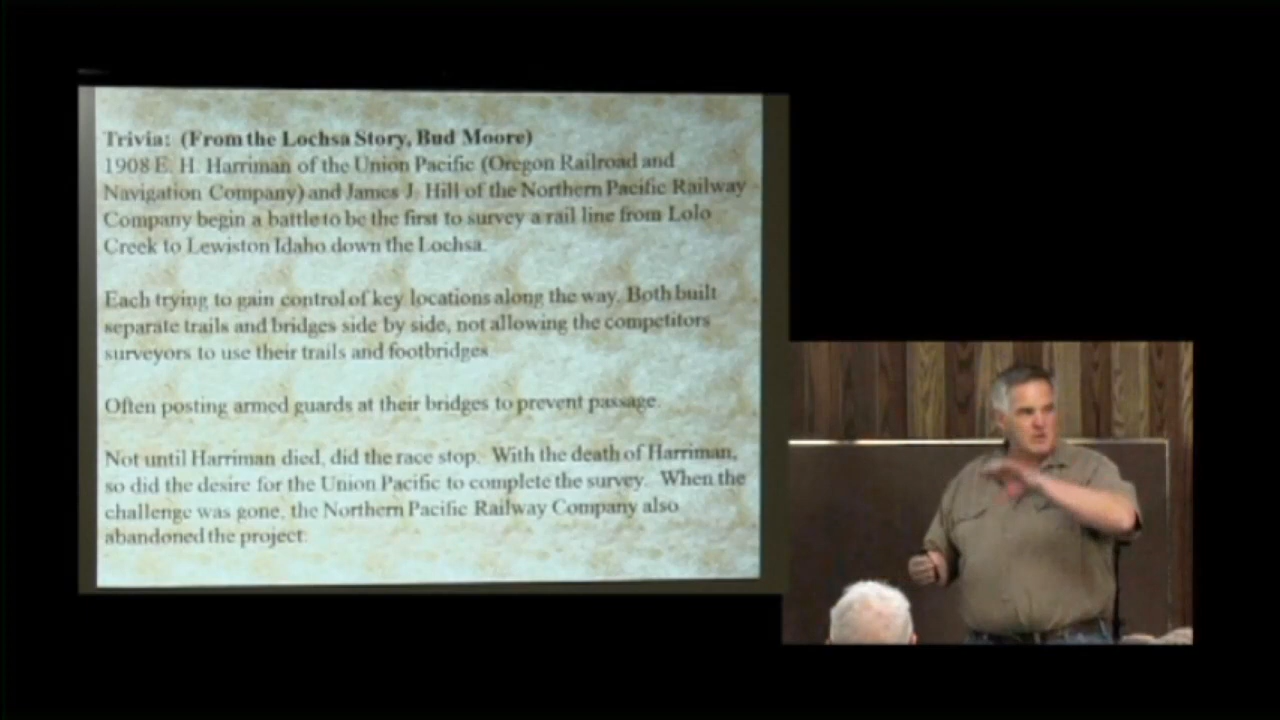 Trivia: (From the Lochsa Story, Bud Moore)
1908 E. H. Harriman of the Union Pacific (Oregon Railroad and
Navigation Company) and James J. Hill of the Northern Pacific Railway
Company begin a battle to be the first to survey a rail line from Lolo
Creek to Lewiston Idaho down the Lochsa.
Each trying to gain control of key locations along the way. Both built
separate trails and bridges side by side, not allowing the competitors
surveyors to use their trails and footbridges
Often posting armed guards at their bridges to prevent passage.
Not until Harriman died, did the race stop. With the death of Harriman,
so did the desire for the Union Pacific to complete the survey. When the
challenge was gone, the Northern Pacific Railway Company also
abandoned the project.